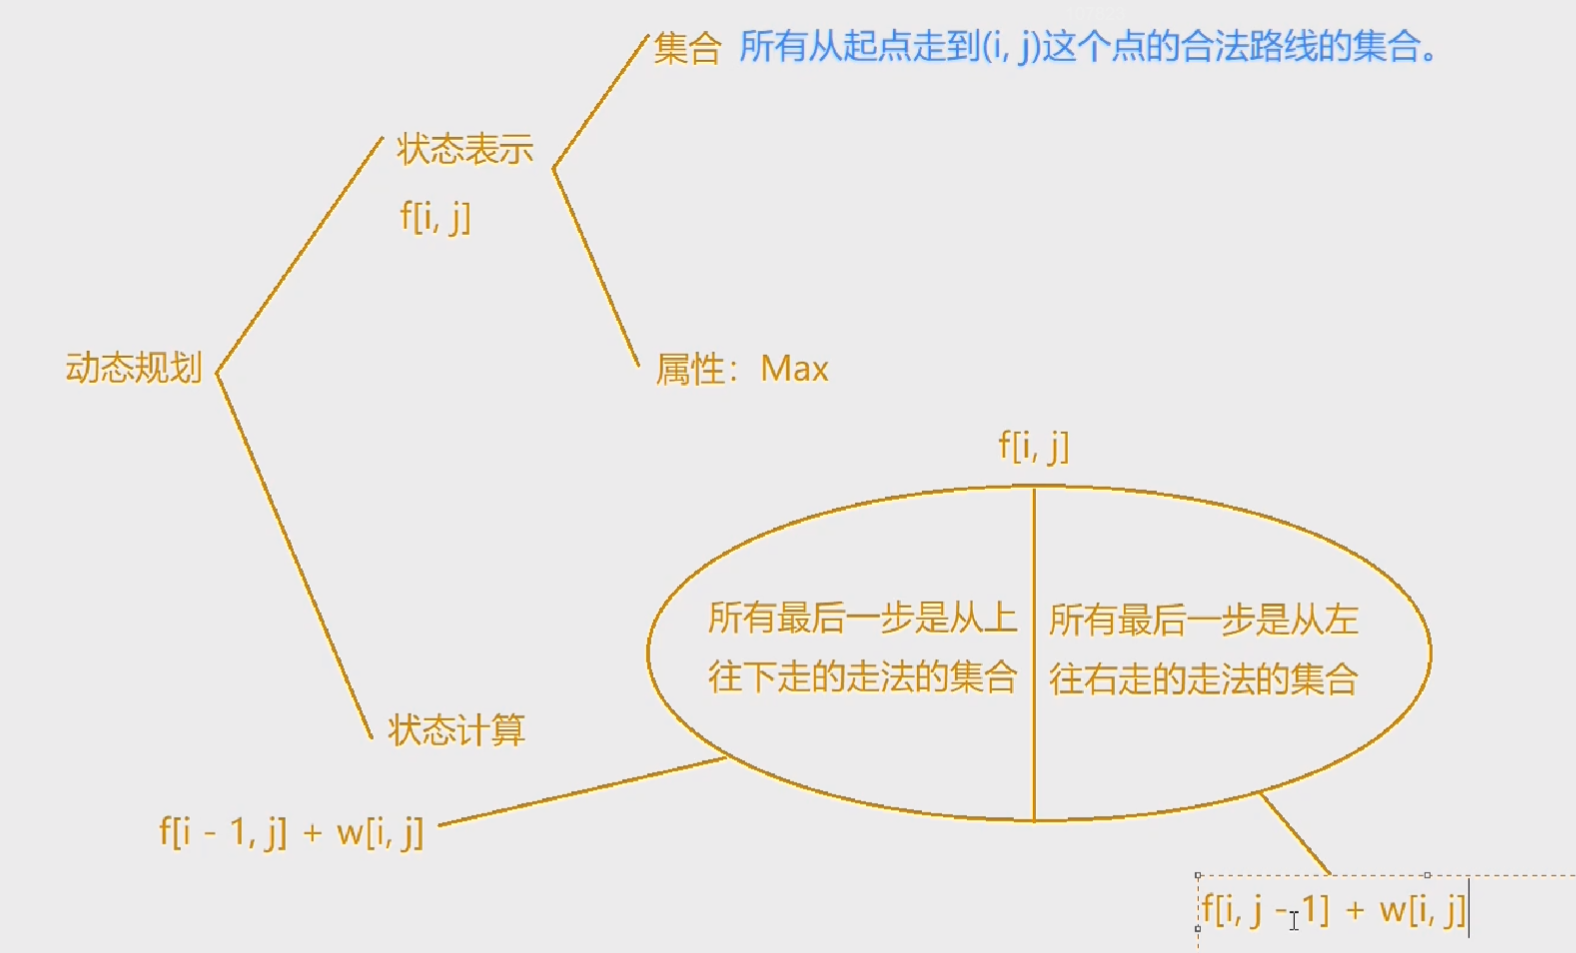 集合 所有从起点走到(i, j)这个点的合法路线的集合。
状态表示
f[i, j]
动态规划
属性：Max
f[i, j]
所有最后一步是从上
往下走的走法的集合
所有最后一步是从左
往右走的走法的集合
状态计算
f[i - 1, j] + w[i, j]
f[i, j - 1] + w[i, j]